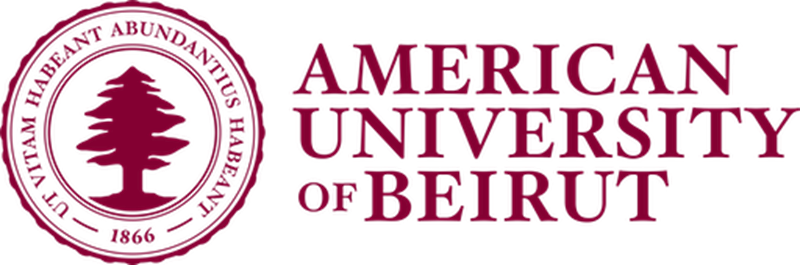 UT VITAM HABEANT ABUNDANTIUS HABEANT
1866
AMERICAN
UNIVERSITY
OF BEIRUT